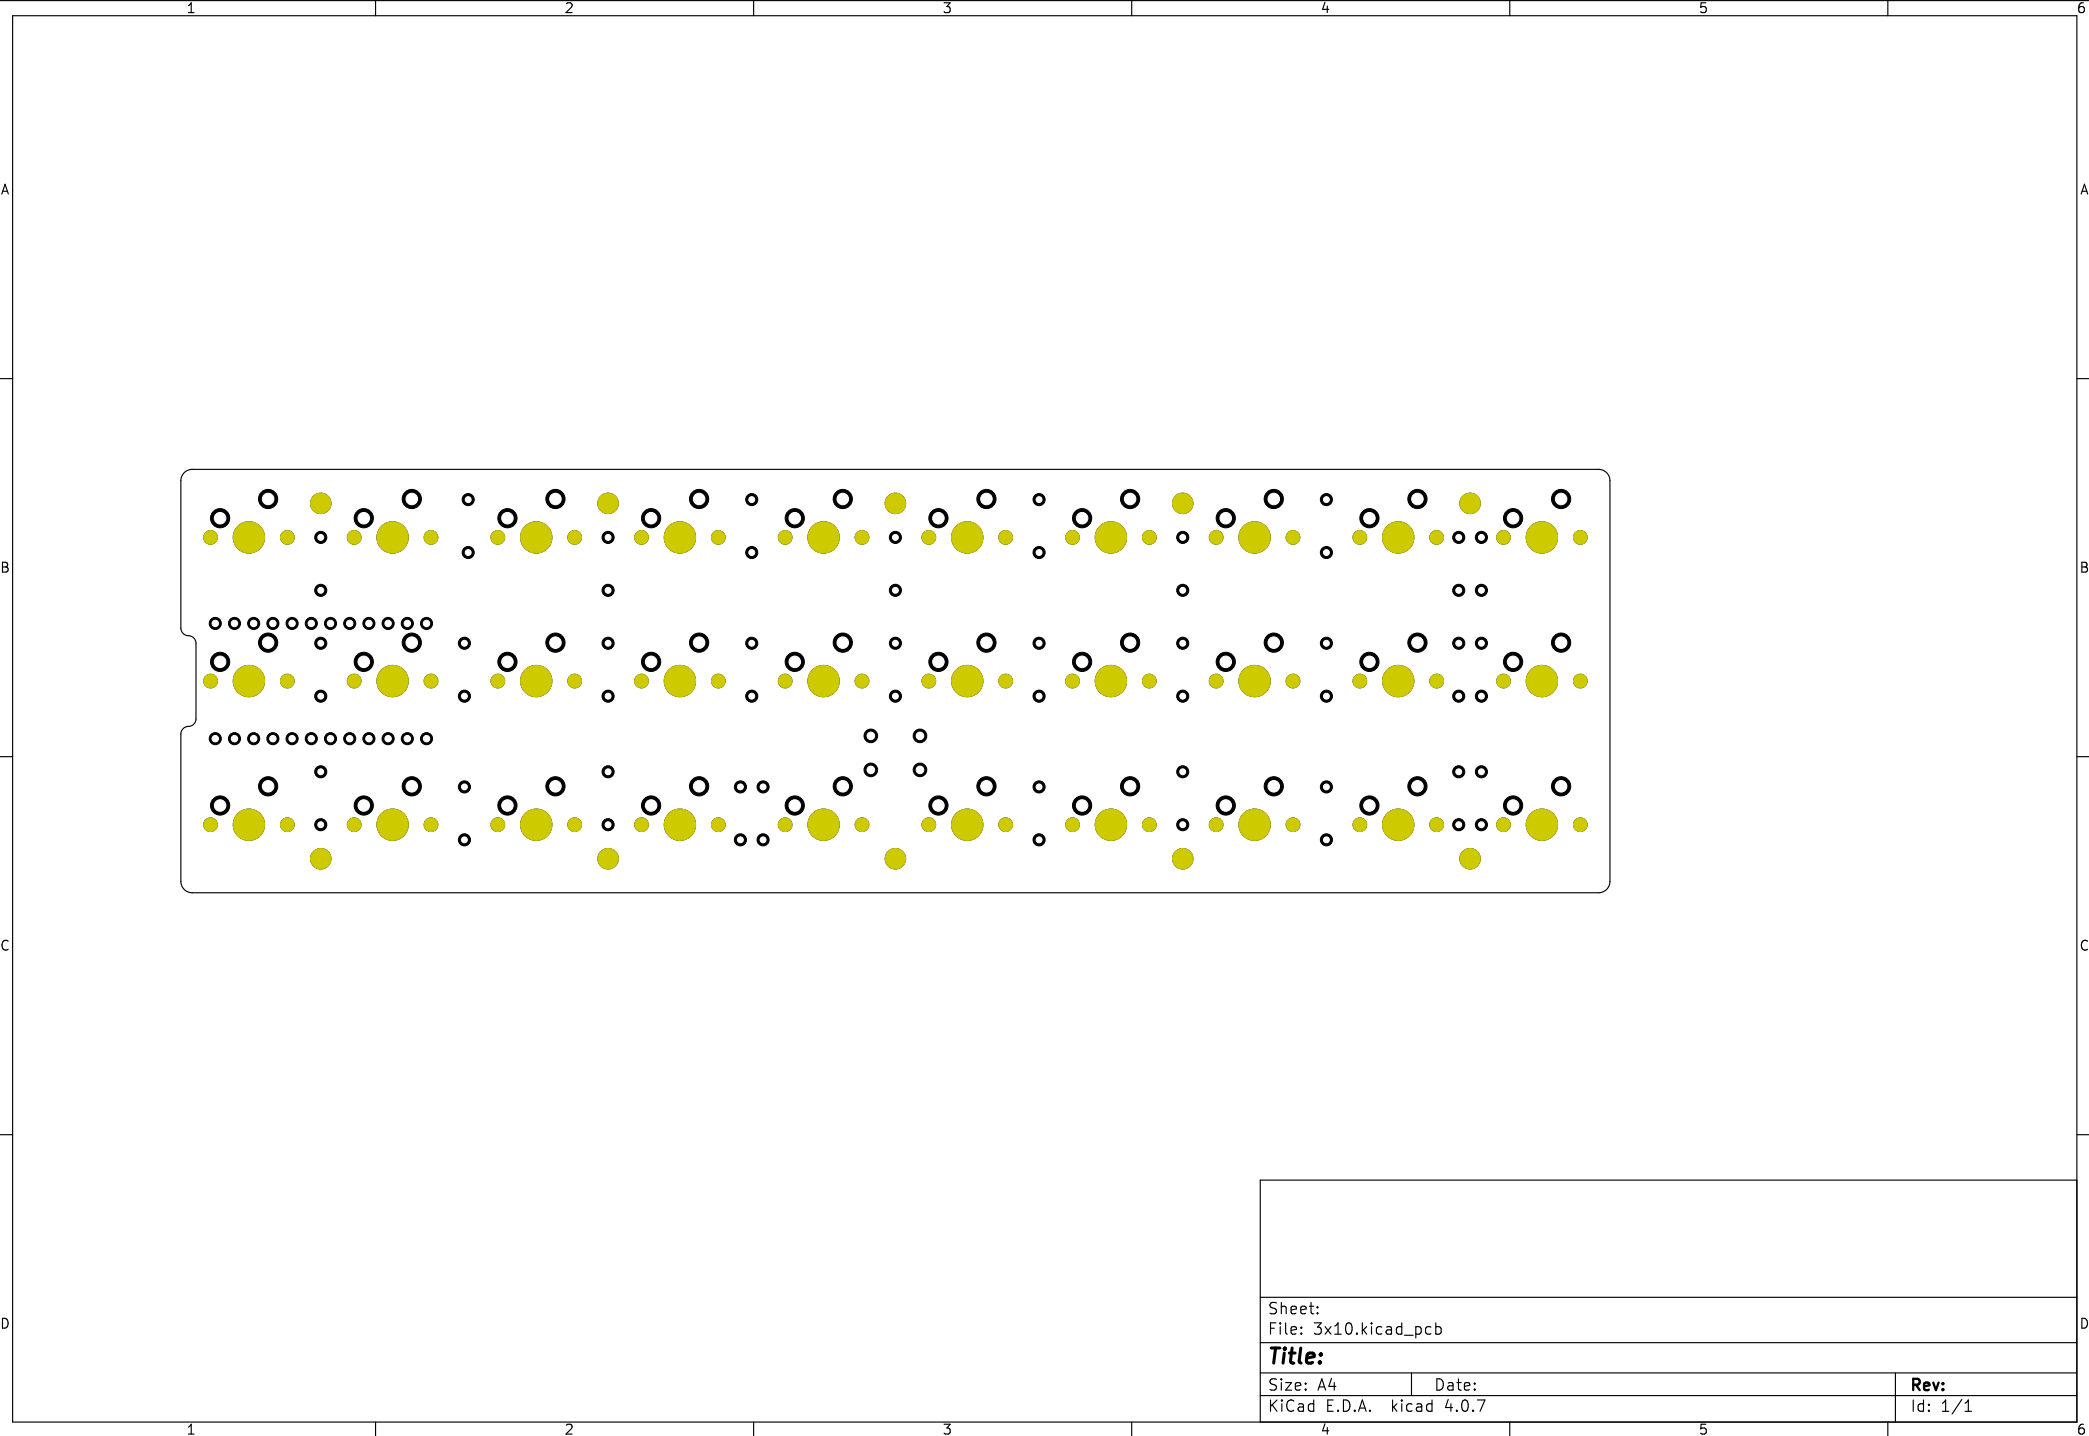 1 2 3 4 5 6
A A
B B
C C
D D
Sheet:
File: 3x10.kicad_pcb
Title:
Size: A4 Date: Rev:
KiCad E.D.A. kicad 4.0.7 Id: 1/1
1 2 3 4 5 6